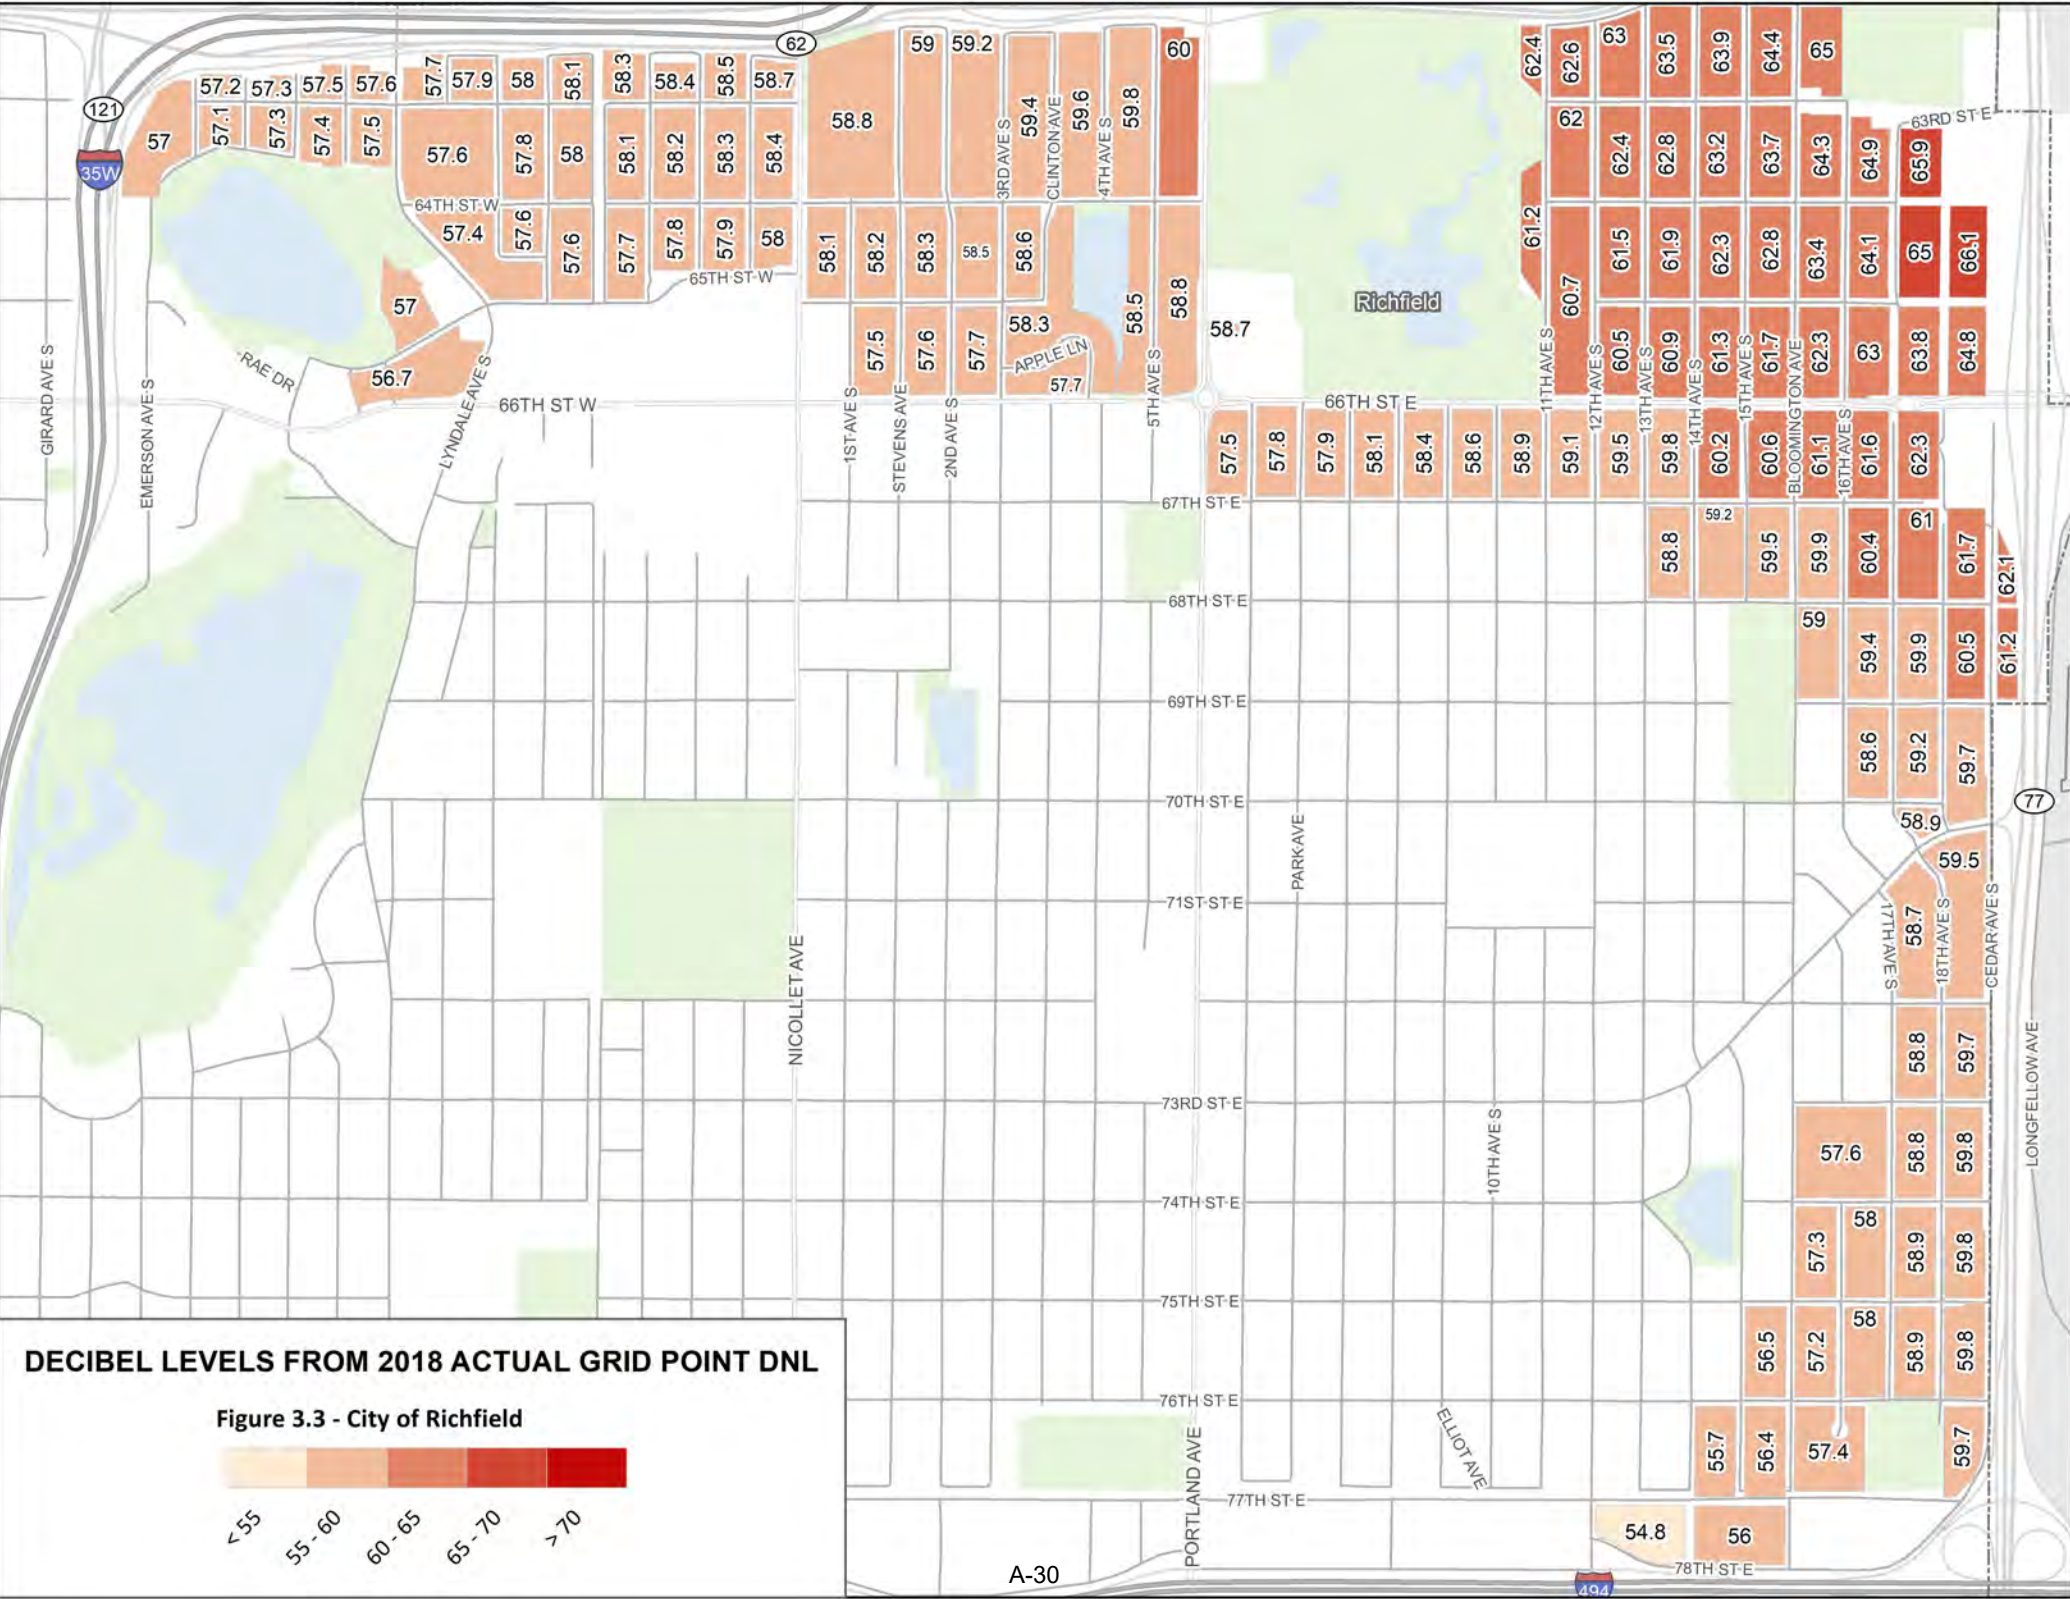 62
59
59.2
60
62.4
62.6
63
63.5
63.9
64.4
65
57.2
57.3
57.5
57.6
57.7
57.9
58
58.1
58.3
58.4
58.5
58.7
58.8
59.4
CLINTON AVE
59.6
59.8
121
35W
57
57.1
57.3
57.4
57.5
57.6
57.8
58
58.1
58.2
58.3
58.4
3RD AVE S
4TH AVE S
62
62.4
62.8
63.2
63.7
64.3
64.9
65.9
63RD ST E
64TH ST W
57.4
57.6
57.6
57.7
57.8
57.9
58
65TH ST W
58.1
58.2
58.3
58.5
58.6
58.5
58.8
58.7
Richfield
61.2
60.7
61.5
61.9
62.3
62.8
63.4
64.1
65
66.1
57
56.7
57.5
57.6
57.7
58.3
APPLE LN
57.7
60.5
60.9
61.3
61.7
62.3
63
63.8
64.8
GIRARD AVE S
EMERSON AVE S
RAE DR
LYNDALE AVE S
66TH ST W
1ST AVE S
STEVENS AVE
2ND AVE S
5TH AVE S
66TH ST E
11TH AVE S
12TH AVE S
13TH AVE S
14TH AVE S
15TH AVE S
BLOOMINGTON AVE
16TH AVE S
57.5
57.8
57.9
58.1
58.4
58.6
58.9
59.1
59.5
59.8
60.2
60.6
61.1
61.6
62.3
67TH ST E
58.8
59.2
59.5
59.9
60.4
61
61.7
62.1
68TH ST E
59
59.4
59.9
60.5
61.2
69TH ST E
58.6
59.2
59.7
70TH ST E
77
PARK AVE
58.9
59.5
71ST ST E
17TH AVE S
58.7
18TH AVE S
CEDAR AVE S
NICOLLET AVE
58.8
59.7
LONGFELLOW AVE
73RD ST E
10TH AVE S
57.6
58.8
59.8
74TH ST E
57.3
58
58.9
59.8
75TH ST E
56.5
57.2
58
58.9
59.8
76TH ST E
PORTLAND AVE
ELLIOT AVE
55.7
56.4
57.4
59.7
77TH ST E
54.8
56
78TH ST E
494
DECIBEL LEVELS FROM 2018 ACTUAL GRID POINT DNL
Figure 3.3 - City of Richfield
< 55
55 - 60
60 - 65
65 - 70
> 70
A-30